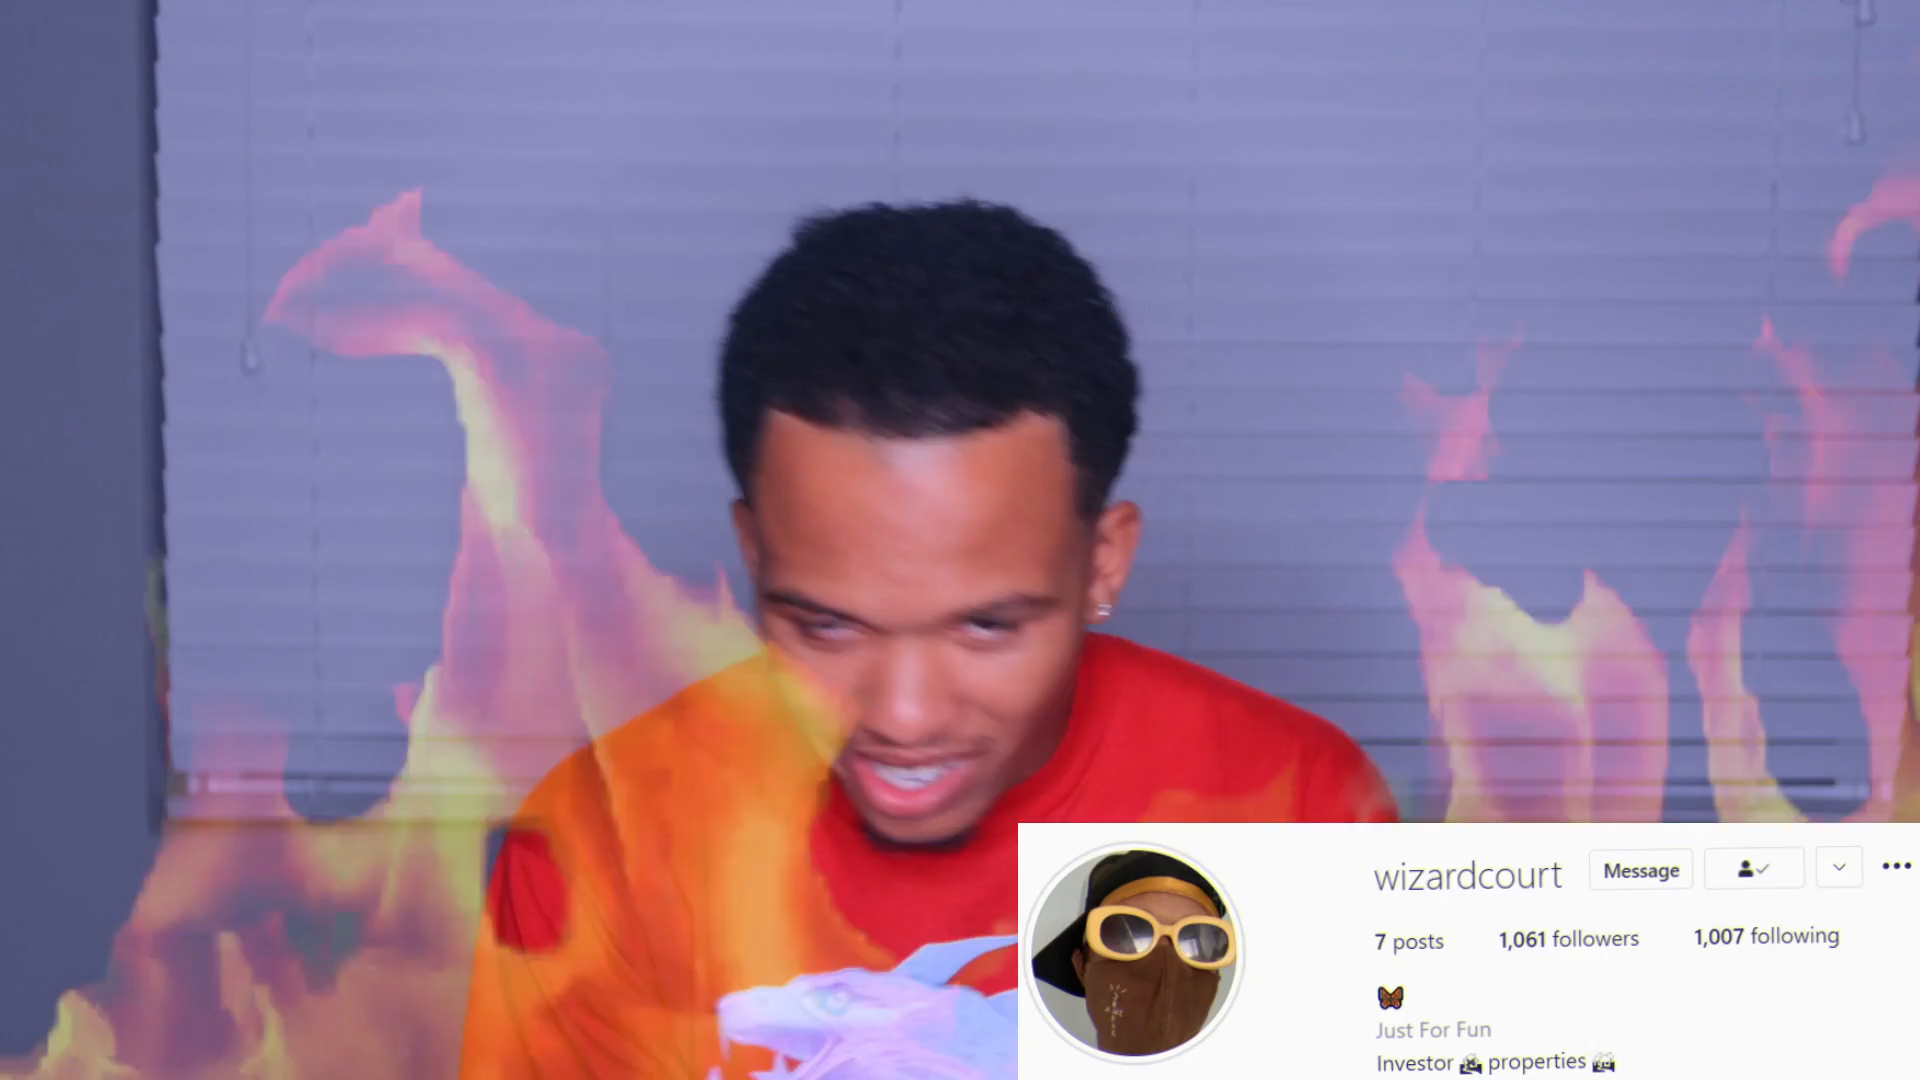 wizardcourt Message
7 posts 1,061 followers 1,007 following
Just For Fun
Investor properties